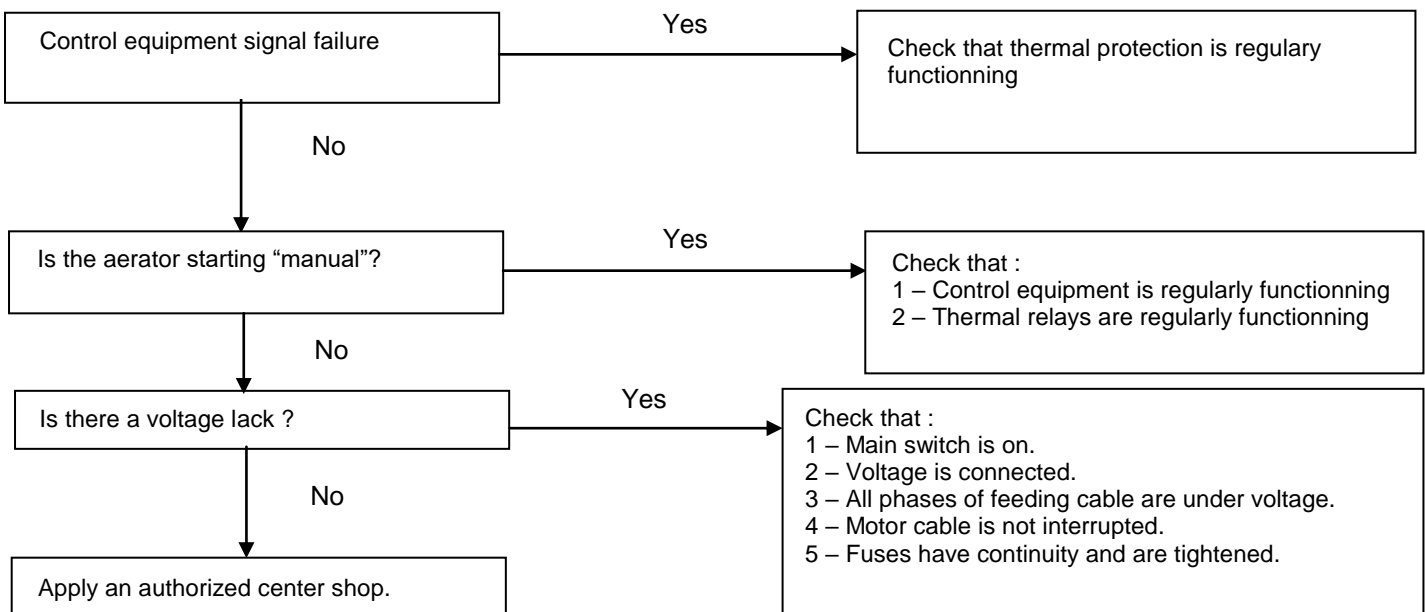 Control equipment signal failure
Yes
Check that thermal protection is regulary
functionning
No
Is the aerator starting “manual”?
Yes
Check that :
1 – Control equipment is regularly functionning
2 – Thermal relays are regularly functionning
No
Is there a voltage lack ?
Yes
Check that :
1 – Main switch is on.
2 – Voltage is connected.
3 – All phases of feeding cable are under voltage.
4 – Motor cable is not interrupted.
5 – Fuses have continuity and are tightened.
No
Apply an authorized center shop.